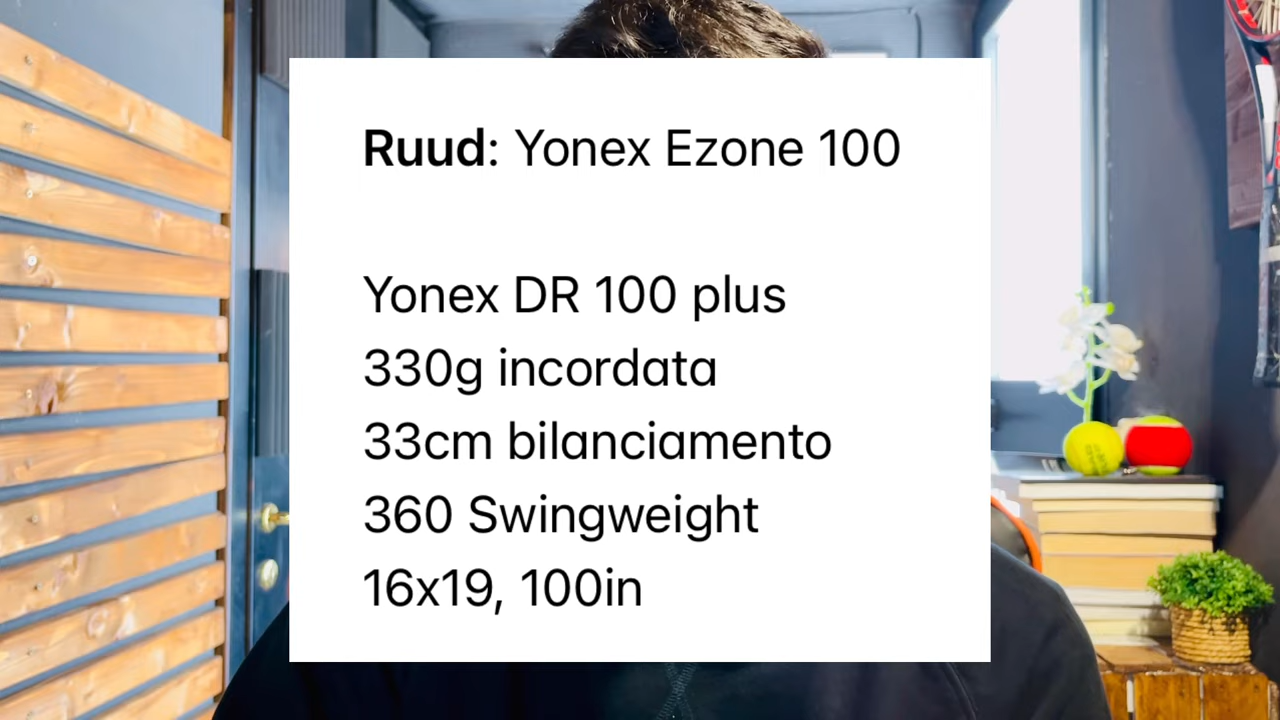 Ruud: Yonex Ezone 100
Yonex DR 100 plus
330g incordata
33cm bilanciamento
360 Swingweight
16x19, 100in